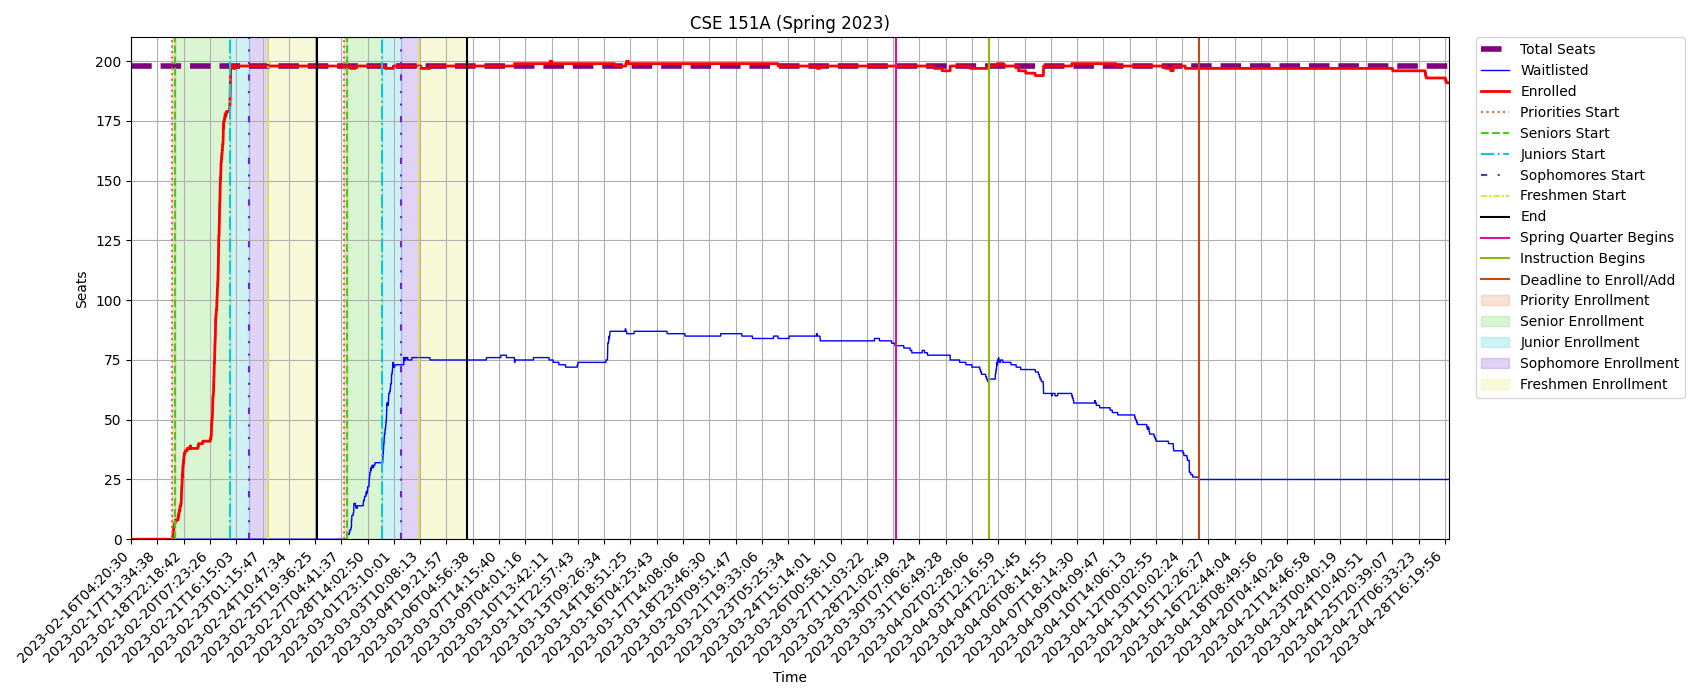 CSE 151A (Spring 2023)
Seats
200
175
150
125
100
75
50
25
0
2023-02-16T04:20:30
2023-02-17T13:34:38
2023-02-18T22:18:42
2023-02-20T07:23:26
2023-02-21T16:15:03
2023-02-23T01:15:47
2023-02-24T10:47:34
2023-02-25T19:36:25
2023-02-27T04:41:37
2023-02-28T14:02:50
2023-03-01T23:10:01
2023-03-03T10:08:13
2023-03-04T19:21:57
2023-03-06T04:56:38
2023-03-07T14:15:40
2023-03-09T04:01:16
2023-03-10T13:42:11
2023-03-11T22:57:43
2023-03-13T09:26:34
2023-03-14T18:51:25
2023-03-16T04:25:43
2023-03-17T14:08:06
2023-03-18T23:46:30
2023-03-20T09:51:47
2023-03-21T19:33:06
2023-03-23T05:25:34
2023-03-24T15:14:01
2023-03-26T00:58:10
2023-03-27T11:03:22
2023-03-28T21:02:49
2023-03-30T07:06:24
2023-03-31T16:49:28
2023-04-02T02:28:06
2023-04-03T12:16:59
2023-04-04T22:21:45
2023-04-06T08:14:55
2023-04-07T18:14:30
2023-04-09T04:09:47
2023-04-10T14:06:13
2023-04-12T00:02:55
2023-04-13T10:02:24
2023-04-15T12:26:27
2023-04-16T22:44:04
2023-04-18T08:49:56
2023-04-20T04:40:26
2023-04-21T14:46:58
2023-04-23T00:40:19
2023-04-24T10:40:51
2023-04-25T20:39:07
2023-04-27T06:33:23
2023-04-28T16:19:56
Time
Total Seats
Waitlisted
Enrolled
Priorities Start
Seniors Start
Juniors Start
Sophomores Start
Freshmen Start
End
Spring Quarter Begins
Instruction Begins
Deadline to Enroll/Add
Priority Enrollment
Senior Enrollment
Junior Enrollment
Sophomore Enrollment
Freshmen Enrollment